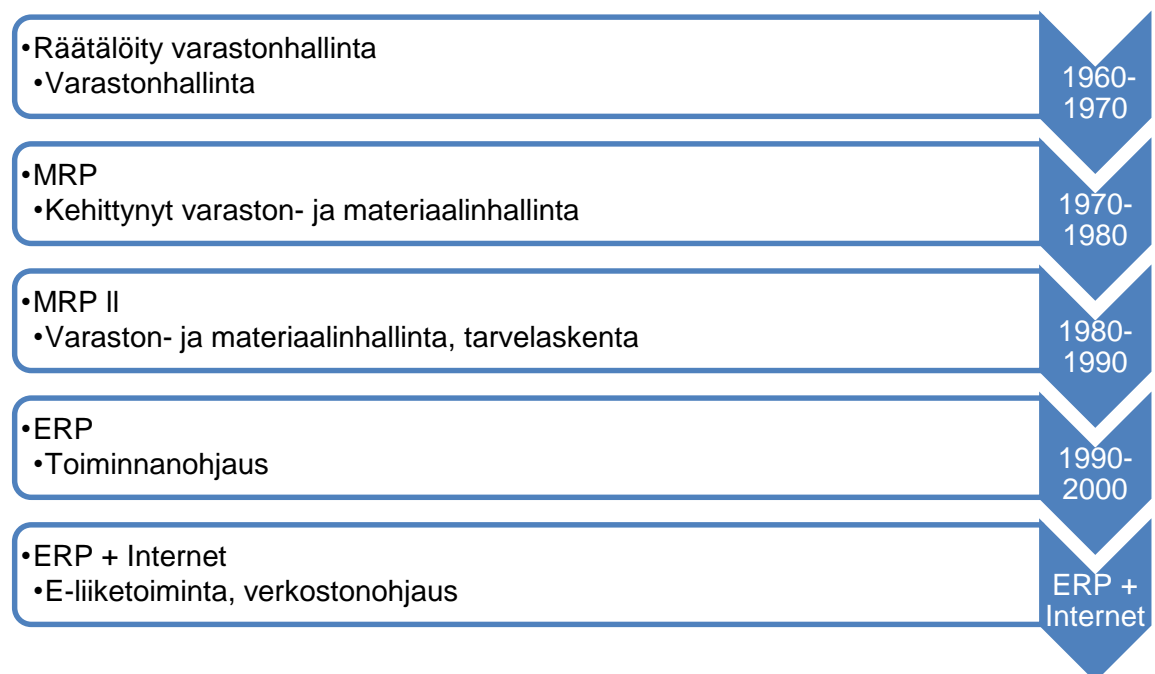 •Räätälöity varastonhallinta
•Varastonhallinta
1960-
1970
•MRP
•Kehittynyt varaston- ja materiaalinhallinta
1970-
1980
•MRP ll
•Varaston- ja materiaalinhallinta, tarvelaskenta
1980-
1990
•ERP
•Toiminnanohjaus
1990-
2000
•ERP + Internet
•E-liiketoiminta, verkostonohjaus
ERP +
Internet